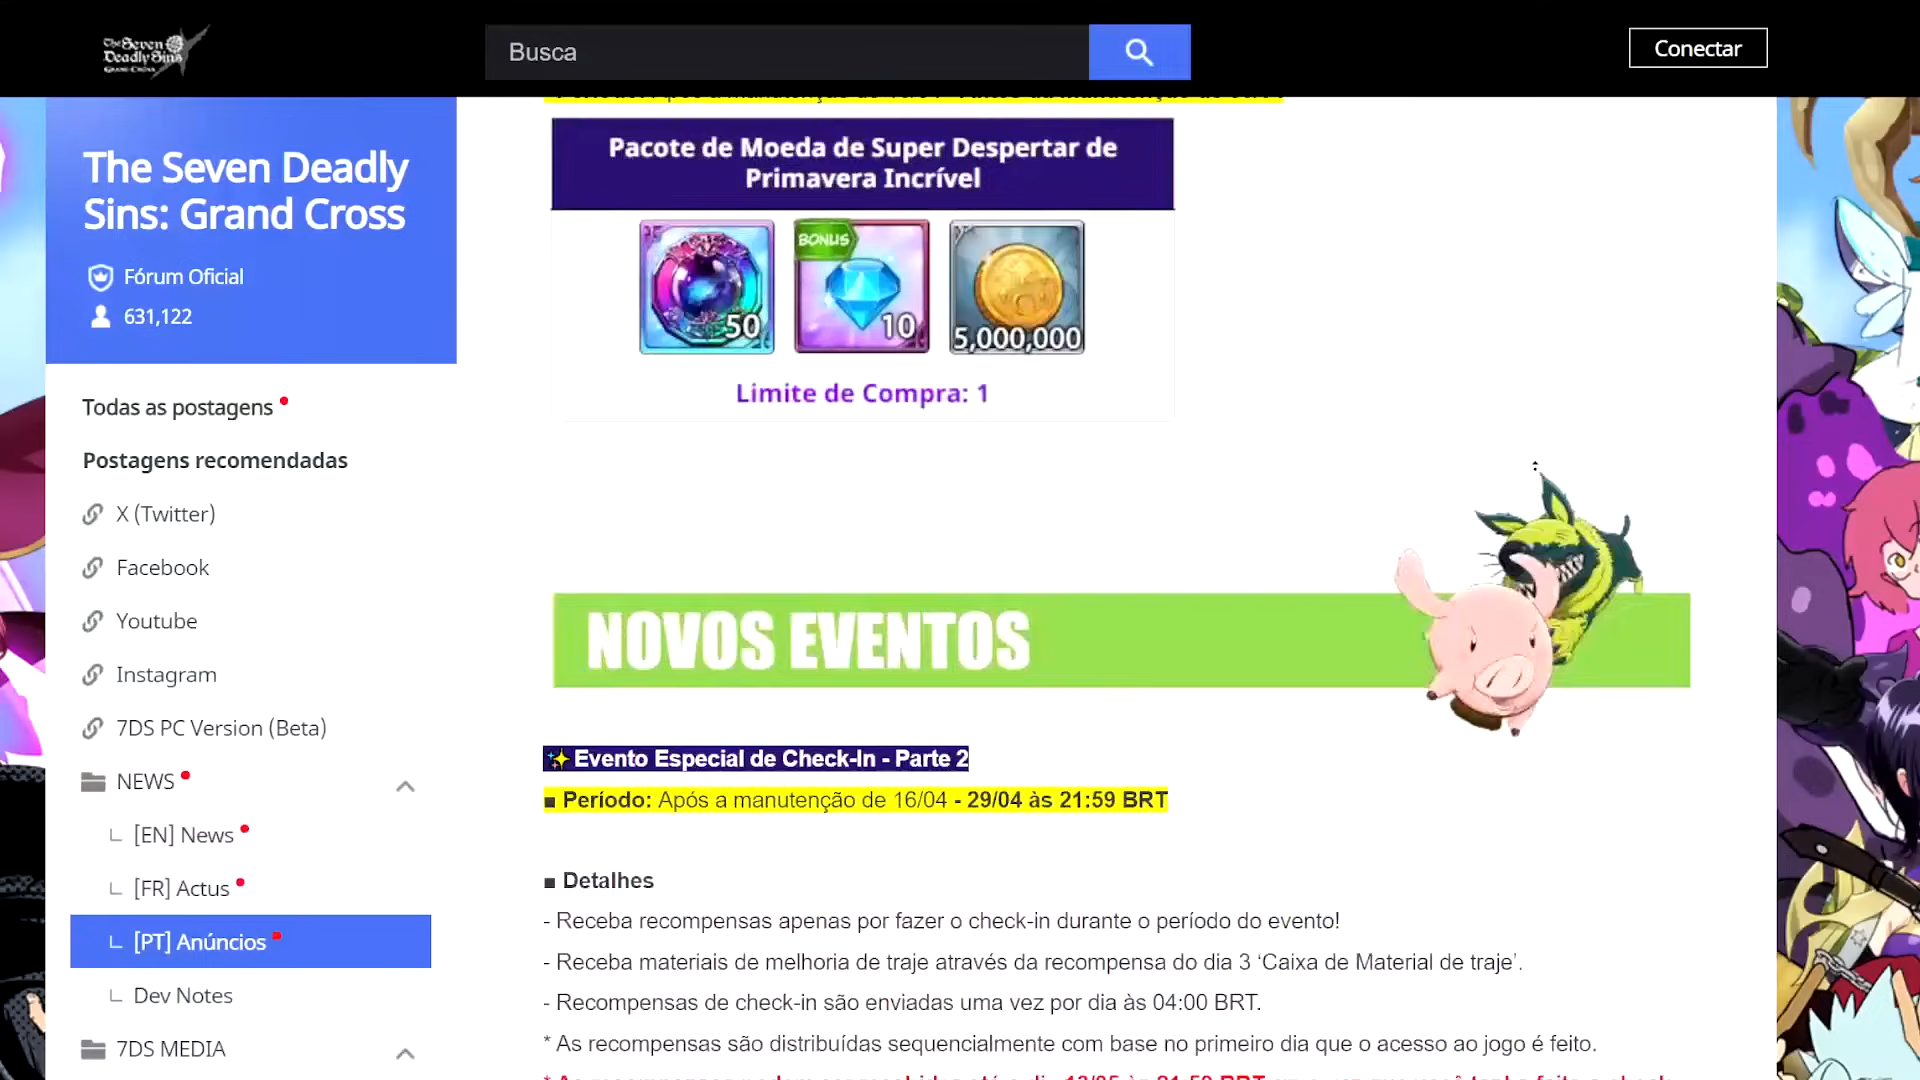 The Seven
Deadly Sins
GRAND CROSS
Busca
Conectar
The Seven Deadly
Sins: Grand Cross
Fórum Oficial
631,122
Todas as postagens
Postagens recomendadas
X (Twitter)
Facebook
Youtube
Instagram
7DS PC Version (Beta)
NEWS
[EN] News
[FR] Actus
[PT] Anúncios
Dev Notes
7DS MEDIA
Pacote de Moeda de Super Despertar de
Primavera Incrível
50
BONUS
10
5,000,000
Limite de Compra: 1
NOVOS EVENTOS
✨Evento Especial de Check-In - Parte 2
■ Período: Após a manutenção de 16/04 - 29/04 às 21:59 BRT
■ Detalhes
- Receba recompensas apenas por fazer o check-in durante o período do evento!
- Receba materiais de melhoria de traje através da recompensa do dia 3 ‘Caixa de Material de traje’.
- Recompensas de check-in são enviadas uma vez por dia às 04:00 BRT.
* As recompensas são distribuídas sequencialmente com base no primeiro dia que o acesso ao jogo é feito.